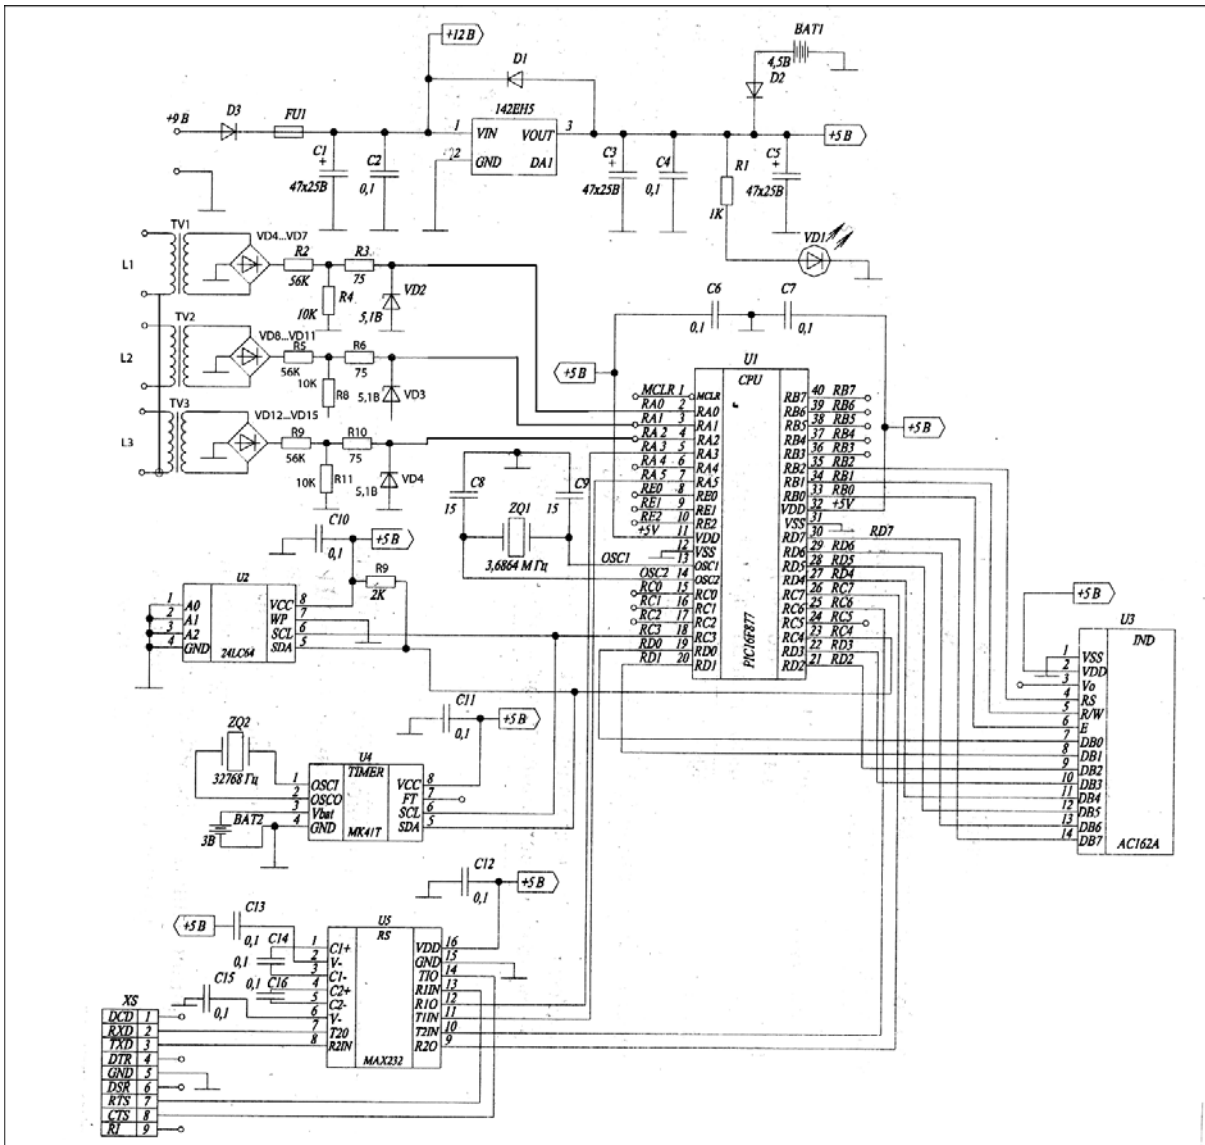 +12 В
BAT1
4,5В
D2
D1
142ЕН5
+9 В
D3
FU1
1
VIN
VOUT
3
2
GND
DA1
+5 В
C1
+
47x25В
C2
0,1
C3
+
47x25В
C4
0,1
R1
1K
C5
+
47x25В
VD1
TV1
VD4...VD7
L1
R2
56K
R3
75
R4
10K
VD2
5,1В
TV2
VD8...VD11
L2
R5
56K
R6
75
10K
R8
5,1В
VD3
TV3
VD12...VD15
L3
R9
56K
R10
75
10K
R11
5,1В
VD4
C6
0,1
C7
0,1
+5 В
U1
CPU
PIC16F877
MCLR 1 MCLR
RA0 2 RA0
RA1 3 RA1
RA2 4 RA2
RA3 5 RA3
RA4 6 RA4
RA5 7 RA5
RE0 8 RE0
RE1 9 RE1
RE2 10 RE2
+5V 11 VDD
12 VSS
OSC1 13 OSC1
OSC2 14 OSC2
RC0 15 RC0
RC1 16 RC1
RC2 17 RC2
RC3 18 RC3
RD0 19 RD0
RD1 20 RD1
RB7 40 RB7
RB6 39 RB6
RB5 38 RB5
RB4 37 RB4
RB3 36 RB3
RB2 35 RB2
RB1 34 RB1
RB0 33 RB0
VDD 32 +5V
VSS 31
RD7 30 RD7
RD6 29 RD6
RD5 28 RD5
RD4 27 RD4
RC7 26 RC7
RC6 25 RC6
RC5 24 RC5
RC4 23 RC4
RD3 22 RD3
RD2 21 RD2
+5 В
C8
15
C9
15
ZQ1
3,6864 М Гц
C10
0,1
+5 В
R9
2K
U2
24LC64
1 A0
2 A1
3 A2
4 GND
VCC 8
WP 7
SCL 6
SDA 5
+5 В
U3
IND
AC162A
1 VSS
2 VDD
3 Vo
4 RS
5 R/W
6 E
7 DB0
8 DB1
9 DB2
10 DB3
11 DB4
12 DB5
13 DB6
14 DB7
C11
0,1
+5 В
ZQ2
32768 Гц
U4
TIMER
MK41T
1 OSCI
2 OSCO
3 Vbat
4 GND
VCC 8
FT 7
SCL 6
SDA 5
BAT2
3В
C12
0,1
+5 В
+5 В
C13
0,1
C14
0,1
C15
0,1
0,1
C16
U5
RS
MAX232
1 C1+
2 V-
3 C1-
4 C2+
5 C2-
6 V-
7 T20
8 R2IN
VDD 16
GND 15
TIO 14
R1IN 13
R1O 12
T1IN 11
T2IN 10
R2O 9
XS
DCD 1
RXD 2
TXD 3
DTR 4
GND 5
DSR 6
RTS 7
CTS 8
RI 9